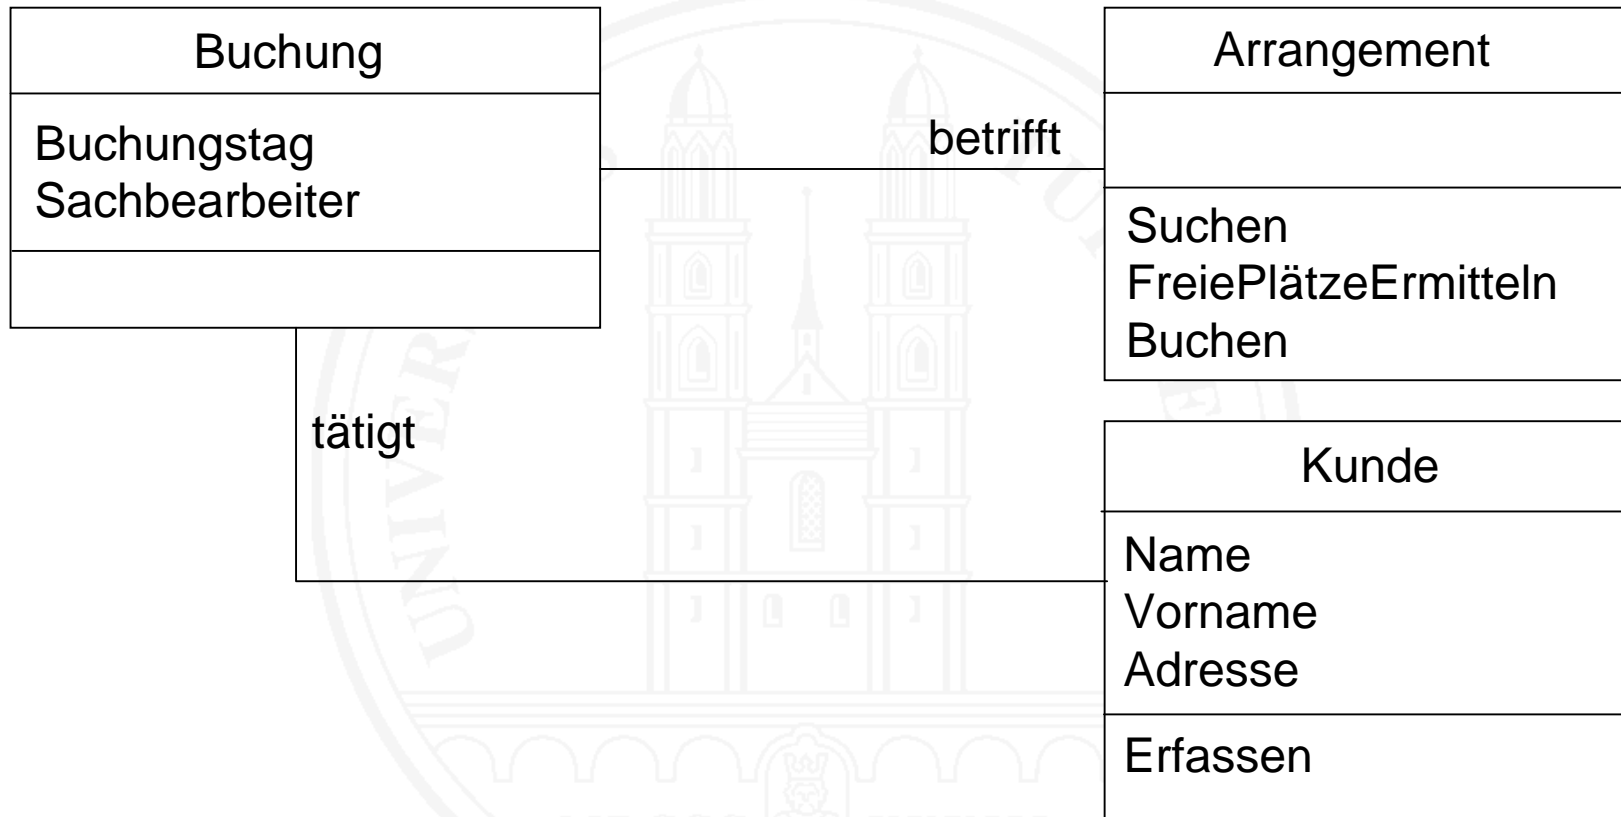 Buchung
Buchungstag
Sachbearbeiter
betrifft
Arrangement
Suchen
FreiePlätzeErmitteln
Buchen
tätigt
Kunde
Name
Vorname
Adresse
Erfassen